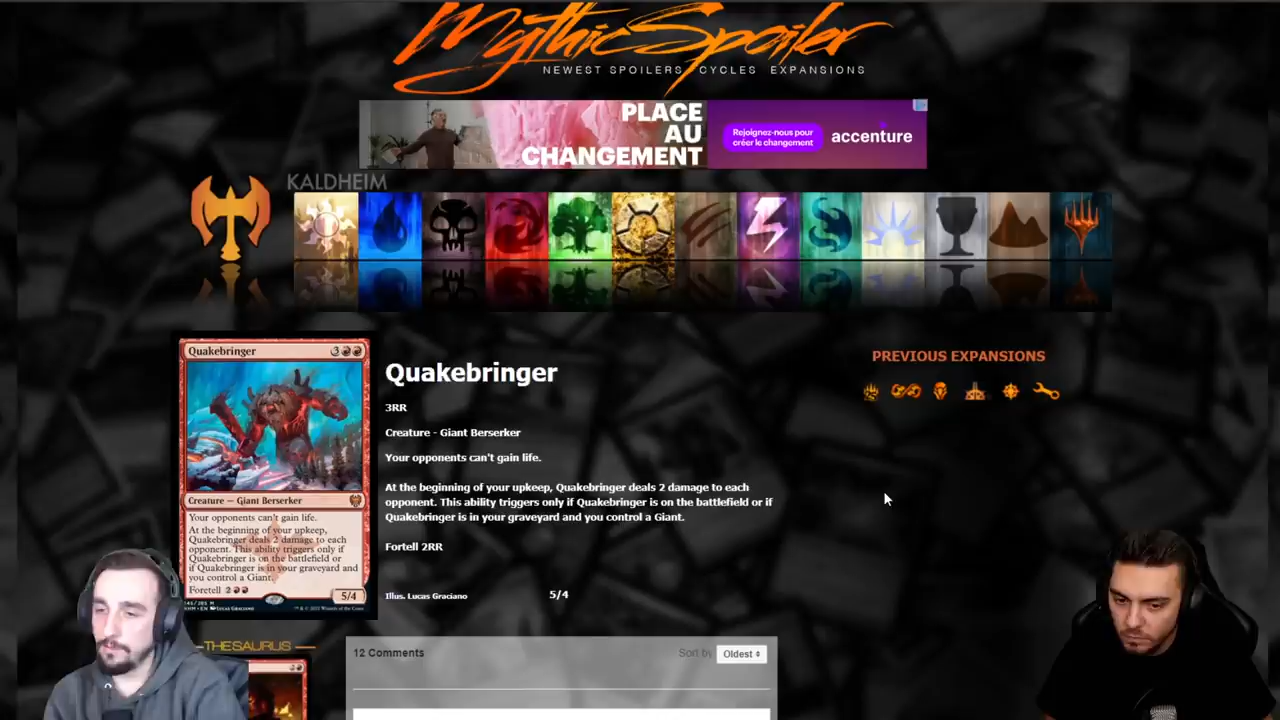 MythicSpoiler
NEWEST SPOILERS CYCLES EXPANSIONS
PLACE
AU
CHANGEMENT
Rejoignez-nous pour
créer le changement
accenture
KALDHEIM
Quakebringer 3
Creature — Giant Berserker
Your opponents can't gain life.
At the beginning of your upkeep,
Quakebringer deals 2 damage to each
opponent. This ability triggers only if
Quakebringer is on the battlefield or
if Quakebringer is in your graveyard and
you control a Giant.
Foretell 2
5/4
Quakebringer
3RR
Creature - Giant Berserker
Your opponents can't gain life.
At the beginning of your upkeep, Quakebringer deals 2 damage to each
opponent. This ability triggers only if Quakebringer is on the battlefield or if
Quakebringer is in your graveyard and you control a Giant.
Fortell 2RR
Illus. Lucas Graciano 5/4
PREVIOUS EXPANSIONS
THESAURUS
12 Comments Sort by Oldest